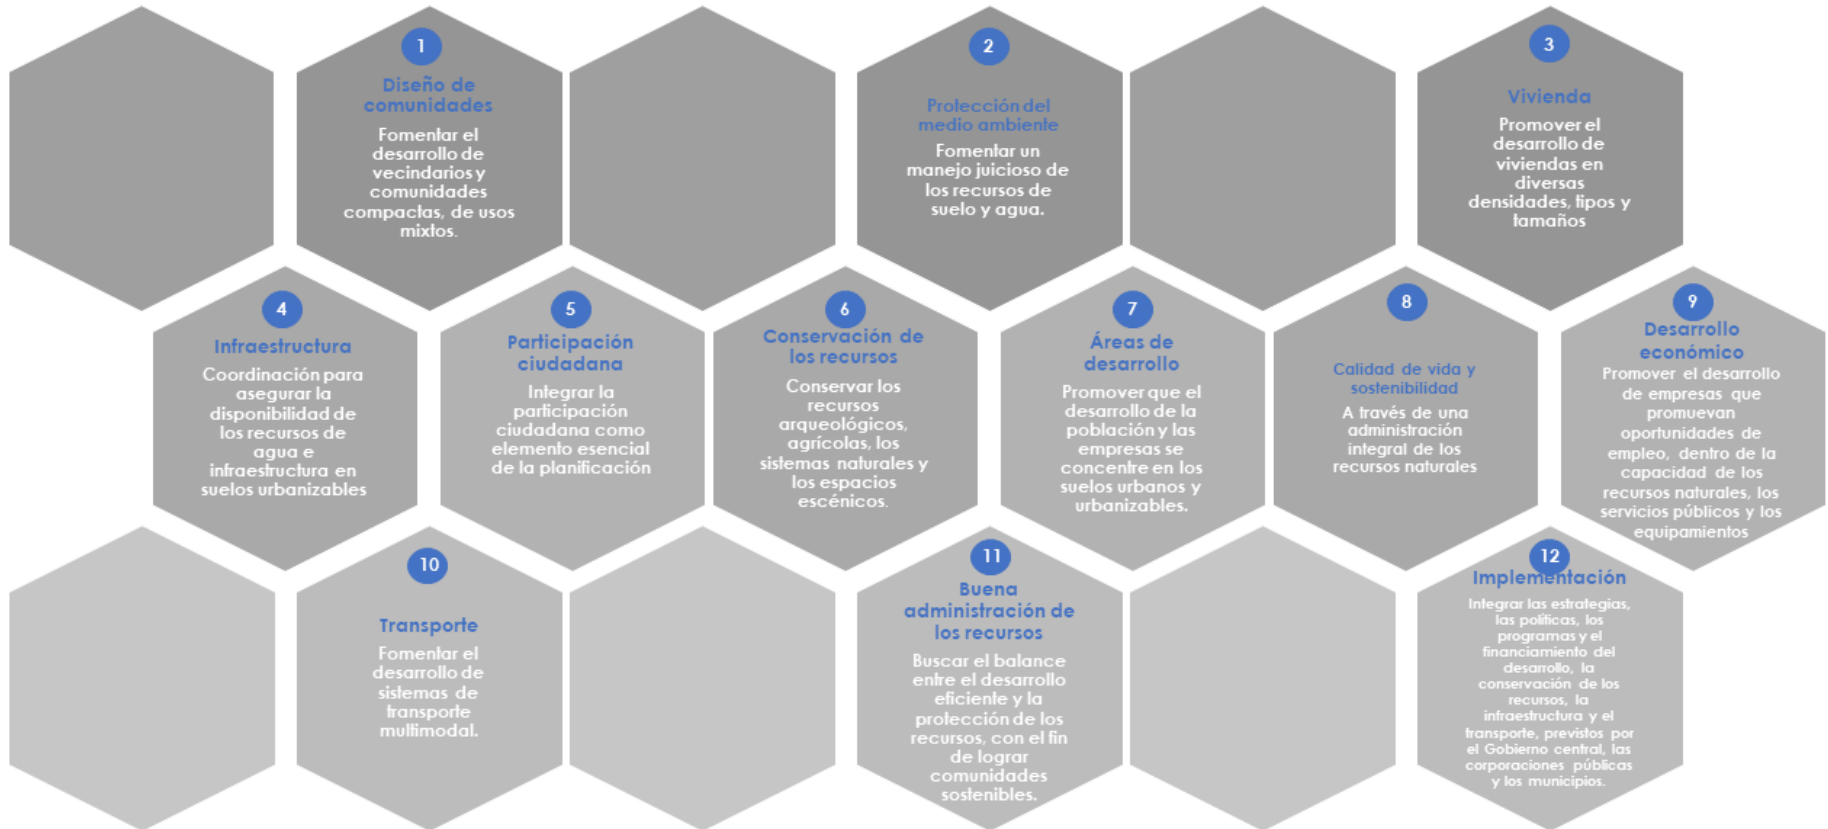 1
Diseño de
comunidades
Fomentar el
desarrollo de
vecindarios y
comunidades
compactas, de usos
mixtos.
2
Protección del
medio ambiente
Fomentar un
manejo juicioso de
los recursos de
suelo y agua.
3
Vivienda
Promover el
desarrollo de
viviendas en
diversas
densidades, tipos y
tamaños
4
Infraestructura
Coordinación para
asegurar la
disponibilidad de
los recursos de
agua e
infraestructura en
suelos urbanizables
5
Participación
ciudadana
Integrar la
participación
ciudadana como
elemento esencial
de la planificación
6
Conservación de
los recursos
Conservar los
recursos
arqueológicos,
agrícolas, los
sistemas naturales y
los espacios
escénicos.
7
Áreas de
desarrollo
Promover que el
desarrollo de la
población y las
empresas se
concentre en los
suelos urbanos y
urbanizables.
8
Calidad de vida y
sostenibilidad
A través de una
administración
integral de los
recursos naturales
9
Desarrollo
económico
Promover el desarrollo
de empresas que
promuevan
oportunidades de
empleo, dentro de la
capacidad de los
recursos naturales, los
servicios públicos y los
equipamientos
10
Transporte
Fomentar el
desarrollo de
sistemas de
transporte
multimodal.
11
Buena
administración de
los recursos
Buscar el balance
entre el desarrollo
eficiente y la
protección de los
recursos, con el fin
de lograr
comunidades
sostenibles.
12
Implementación
Integrar las estrategias,
las políticas, los
programas y el
financiamiento del
desarrollo, la
conservación de los
recursos, la
infraestructura y el
transporte, previstos por
el Gobierno central, las
corporaciones públicas
y los municipios.